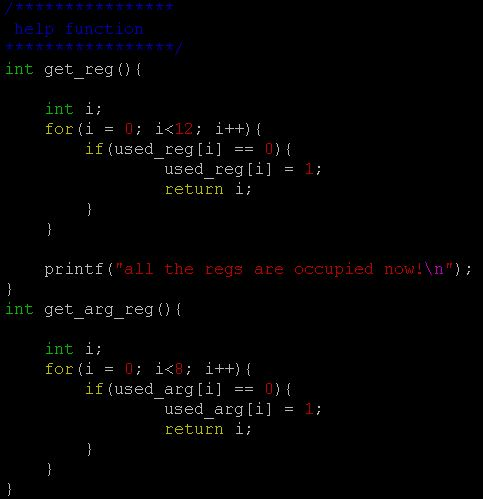 /****************
 help function
*****************/
int get_reg(){
    int i;
    for(i = 0; i<12; i++){
        if(used_reg[i] == 0){
                used_reg[i] = 1;
                return i;
        }
    }
    printf("all the regs are occupied now!\n");
}
int get_arg_reg(){
    int i;
    for(i = 0; i<8; i++){
        if(used_arg[i] == 0){
                used_arg[i] = 1;
                return i;
        }
    }
}